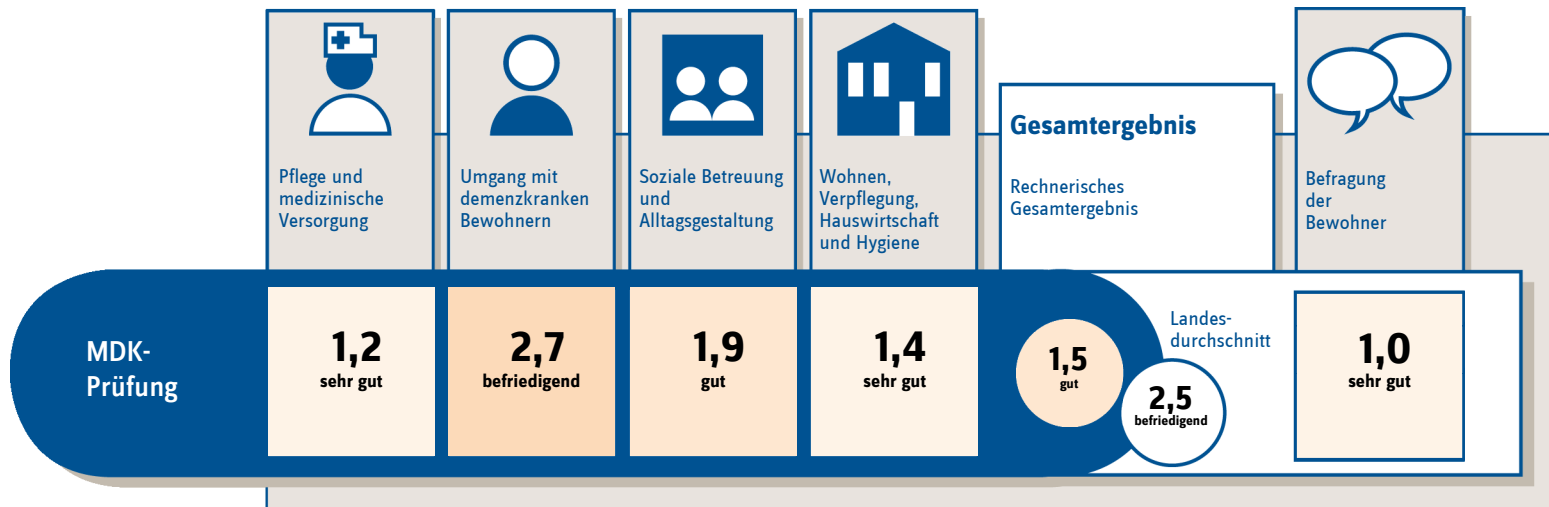 Pflege und
medizinische
Versorgung
Umgang mit
demenzkranken
Bewohnern
Soziale Betreuung
und
Alltagsgestaltung
Wohnen,
Verpflegung,
Hauswirtschaft
und Hygiene
Gesamtergebnis
Rechnerisches
Gesamtergebnis
Befragung
der
Bewohner
MDK-
Prüfung
1,2
sehr gut
2,7
befriedigend
1,9
gut
1,4
sehr gut
1,5
gut
Landes-
durchschnitt
2,5
befriedigend
1,0
sehr gut